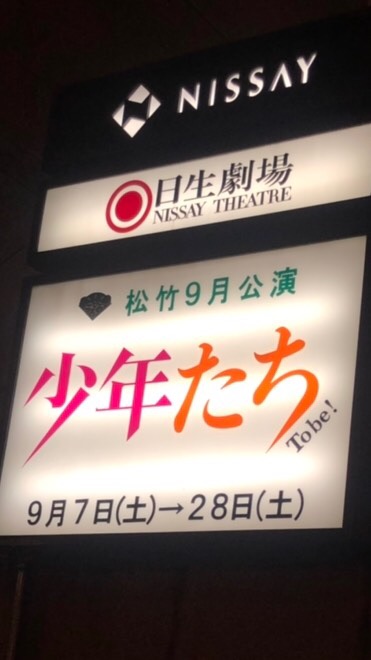 NISSAY
日生劇場
NISSAY THEATRE
松竹9月公演
少年たち
To be!
9月7日(土)→28日(土)